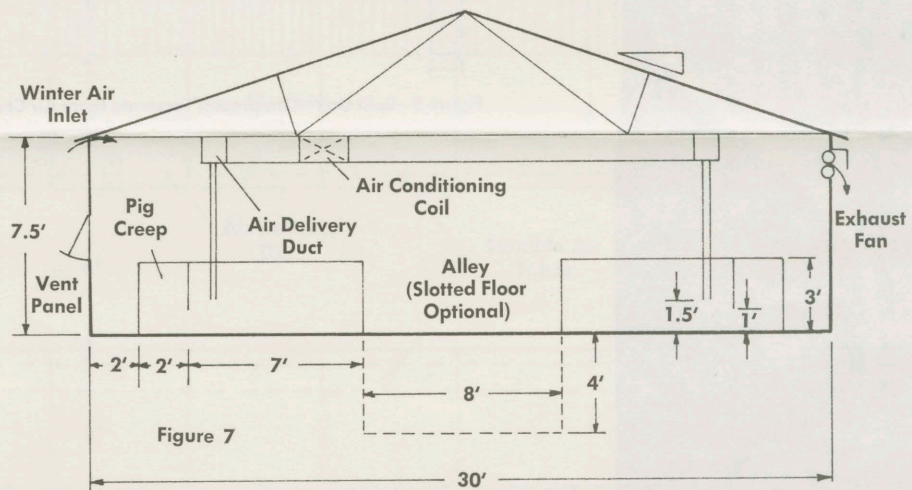 Winter Air
Inlet
Air Conditioning
Coil
Pig
Creep
Air Delivery
Duct
7.5'
Vent
Panel
Alley
(Slotted Floor
Optional)
Exhaust
Fan
1.5'
1'
3'
2'
2'
7'
8'
4'
Figure 7
30'